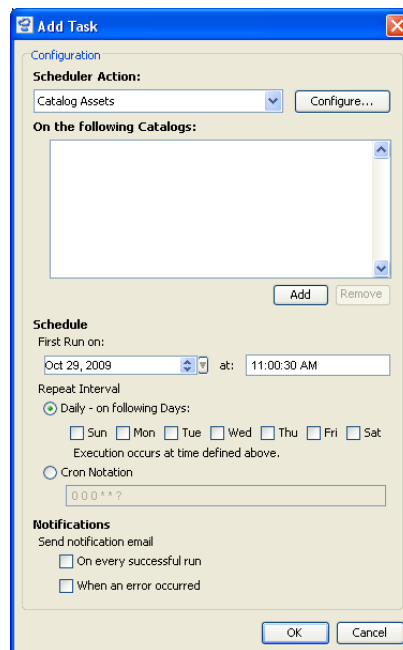 Add Task
Configuration
Scheduler Action:
Catalog Assets
Configure...
On the following Catalogs:
Add
Remove
Schedule
First Run on:
Oct 29, 2009
at:
11:00:30 AM
Repeat Interval
Daily - on following Days:
Sun Mon Tue Wed Thu Fri Sat
Execution occurs at time defined above.
Cron Notation
0 0 0 * * ?
Notifications
Send notification email
On every successful run
When an error occurred
OK
Cancel